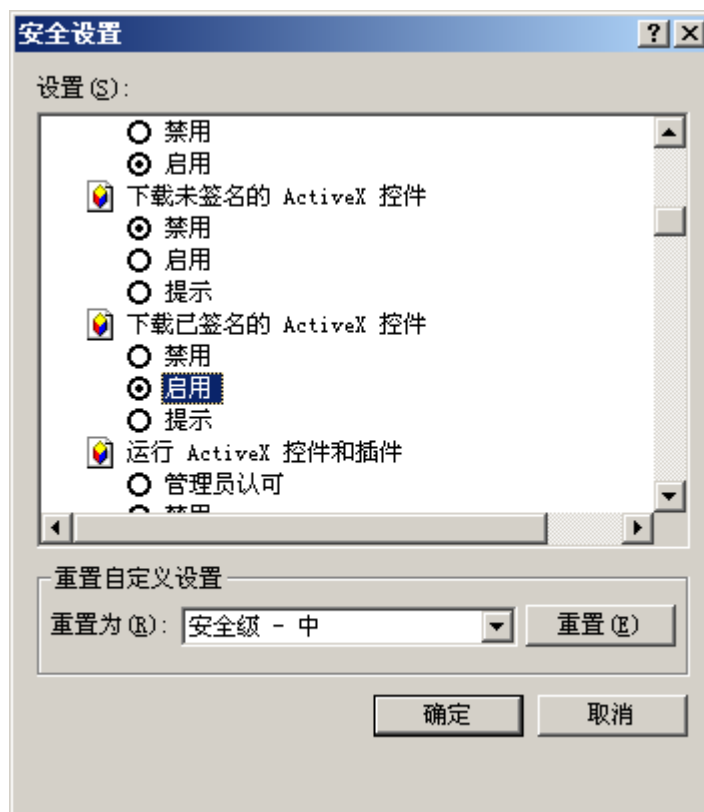 安全设置
设置(S):
禁用
启用
下载未签名的 ActiveX 控件
禁用
启用
提示
下载已签名的 ActiveX 控件
禁用
启用
提示
运行 ActiveX 控件和插件
管理员认可
禁用
重置自定义设置
重置为(R): 安全级 - 中 重置(E)
确定 取消